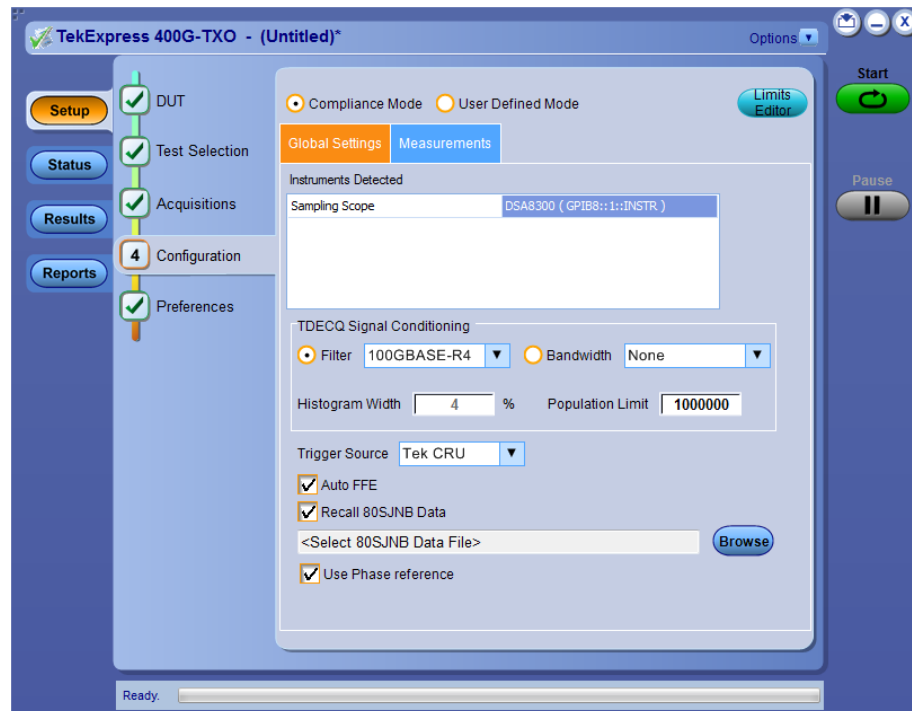 TekExpress 400G-TXO - (Untitled)*
Options
Start
Pause
Setup
Status
Results
Reports
DUT
Test Selection
Acquisitions
4 Configuration
Preferences
Compliance Mode User Defined Mode
Limits Editor
Global Settings Measurements
Instruments Detected
Sampling Scope DSA8300 ( GPIB8::1::INSTR )
TDECQ Signal Conditioning
Filter 100GBASE-R4 Bandwidth None
Histogram Width 4 % Population Limit 1000000
Trigger Source Tek CRU
Auto FFE
Recall 80SJNB Data
<Select 80SJNB Data File> Browse
Use Phase reference
Ready.